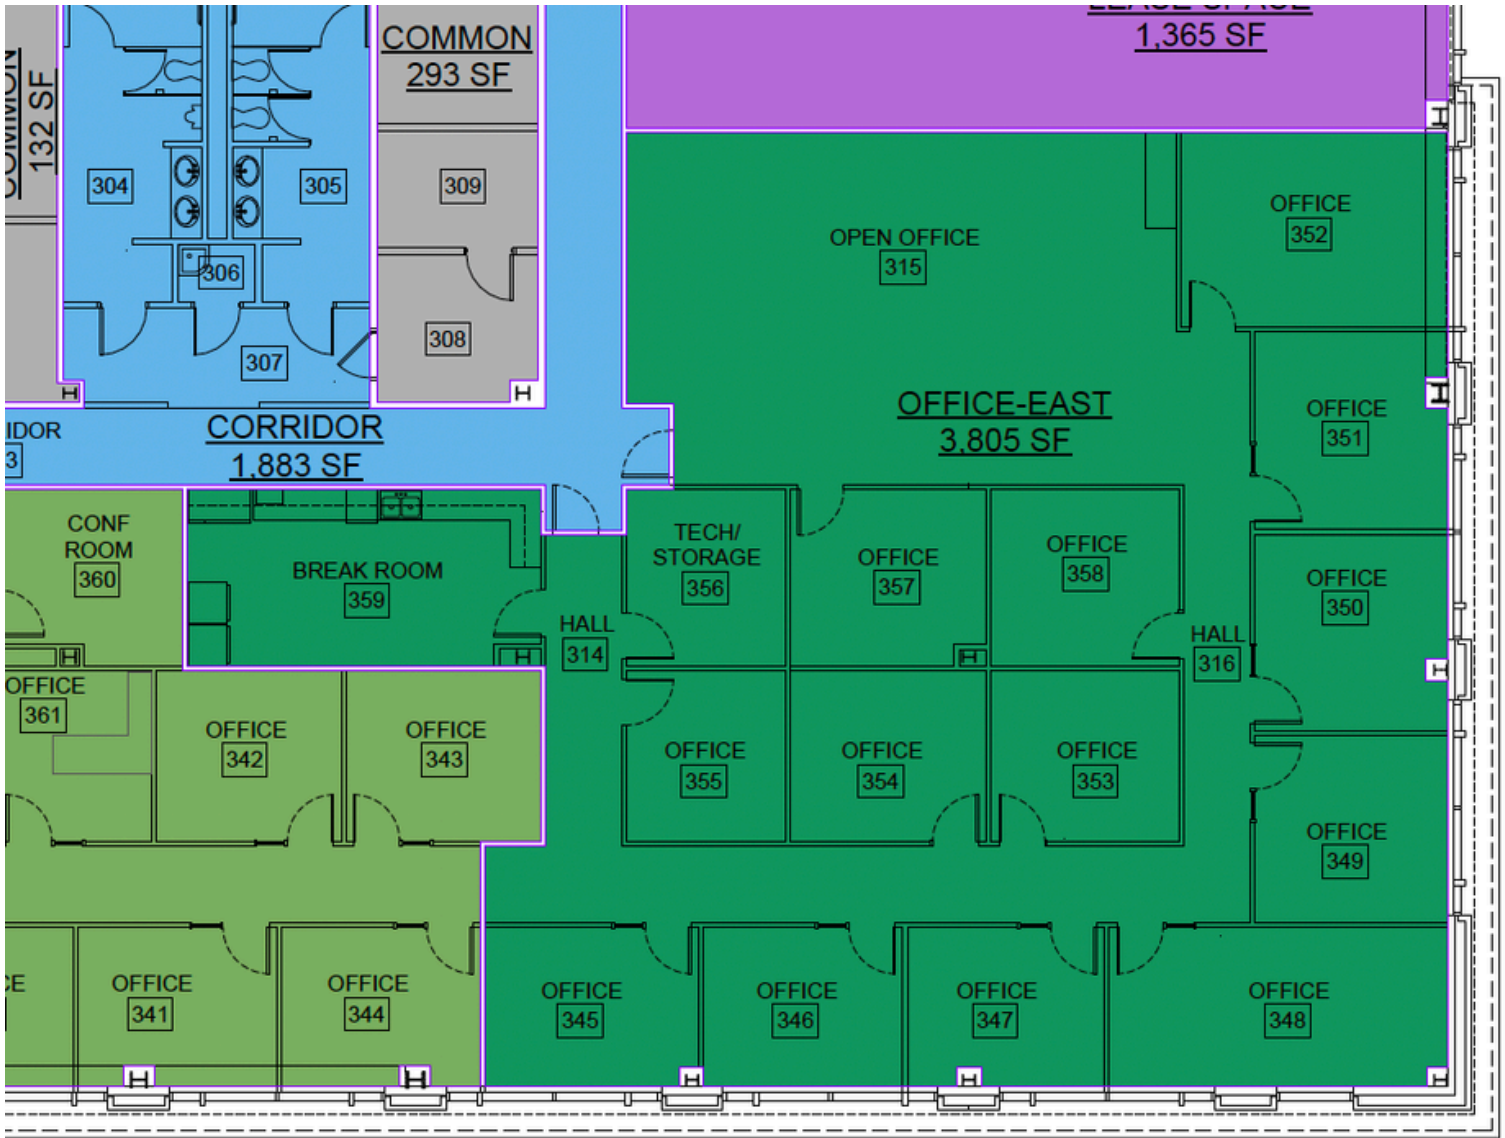 LEASE SPACE
1,365 SF
COMMON
293 SF
COMMON
132 SF
304
305
309
306
307
308
OPEN OFFICE
315
OFFICE
352
OFFICE-EAST
3,805 SF
OFFICE
351
IDOR
3
CORRIDOR
1,883 SF
CONF
ROOM
360
BREAK ROOM
359
TECH/
STORAGE
356
OFFICE
357
OFFICE
358
OFFICE
350
HALL
314
HALL
316
OFFICE
361
OFFICE
342
OFFICE
343
OFFICE
355
OFFICE
354
OFFICE
353
OFFICE
349
CE
OFFICE
341
OFFICE
344
OFFICE
345
OFFICE
346
OFFICE
347
OFFICE
348